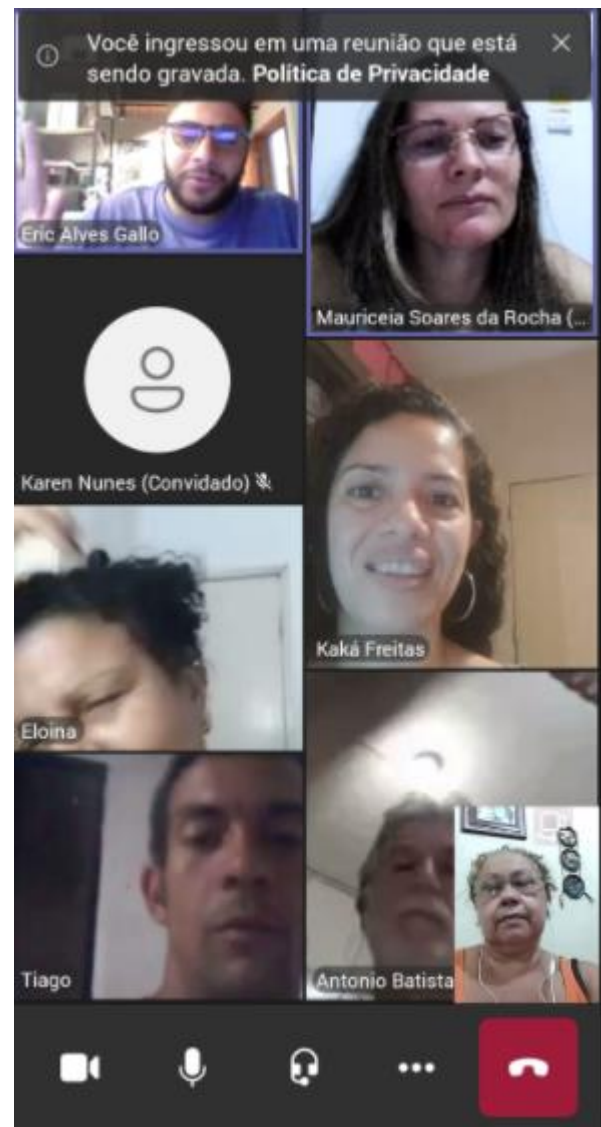 Você ingressou em uma reunião que está
sendo gravada. Política de Privacidade
Eric Alves Gallo
Mauriceia Soares da Rocha (...
Karen Nunes (Convidado)
Kaká Freitas
Eloina
Tiago
Antonio Batista